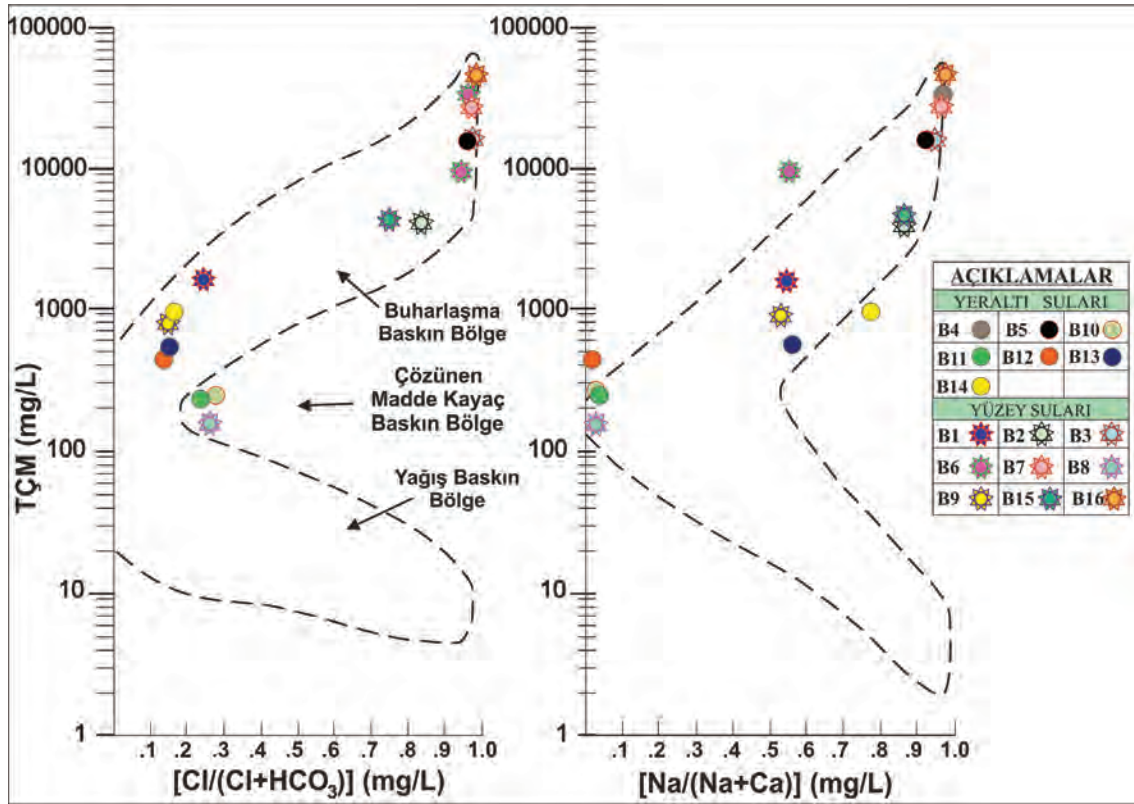 100000
10000
1000
100
10
1
TÇM (mg/L)
.1 .2 .3 .4 .5 .6 .7 .8 .9 1.0
[Cl/(Cl+HCO₃)] (mg/L)
Buharlaşma
Baskın Bölge
Çözünen
Madde Kayaç
Baskın Bölge
Yağış Baskın
Bölge
100000
10000
1000
100
10
1
.1 .2 .3 .4 .5 .6 .7 .8 .9 1.0
[Na/(Na+Ca)] (mg/L)
AÇIKLAMALAR
YERALTI SULARI
B4 B5 B10
B11 B12 B13
B14
YÜZEY SULARI
B1 B2 B3
B6 B7 B8
B9 B15 B16